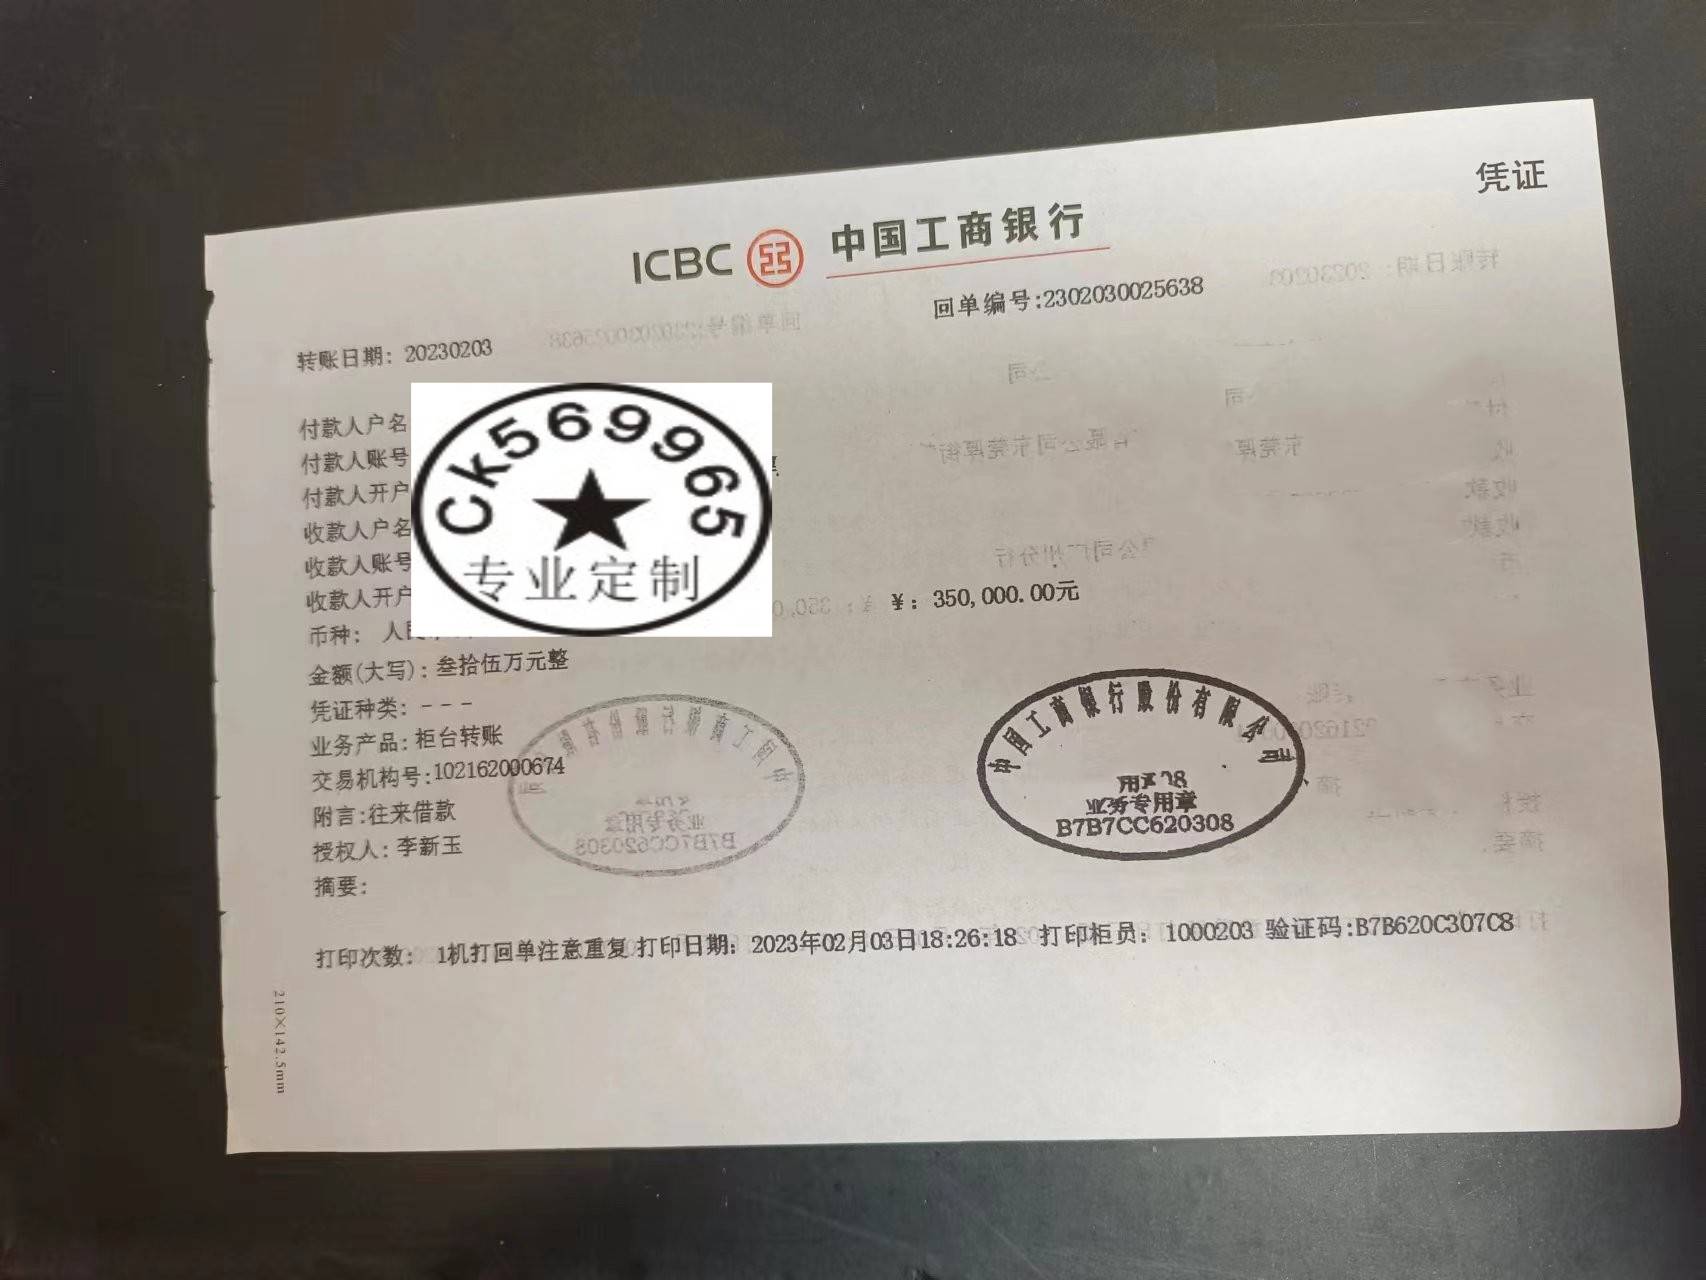 凭证
ICBC 中国工商银行
回单编号:2302030025638
转账日期: 20230203
付款人户名
付款人账号
付款人开户
收款人户名
收款人账号
收款人开户
Ck569965
专业定制
币种: 人民
¥: 350,000.00元
金额(大写): 叁拾伍万元整
凭证种类: ---
业务产品: 柜台转账
交易机构号:102162000674
附言:往来借款
授权人: 李新玉
摘要:
中国工商银行股份有限公司
业务专用章
B7B7CC620308
打印次数: 1机打回单注意重复 打印日期: 2023年02月03日18:26:18 打印柜员: 1000203 验证码:B7B620C307C8
210×142.5mm